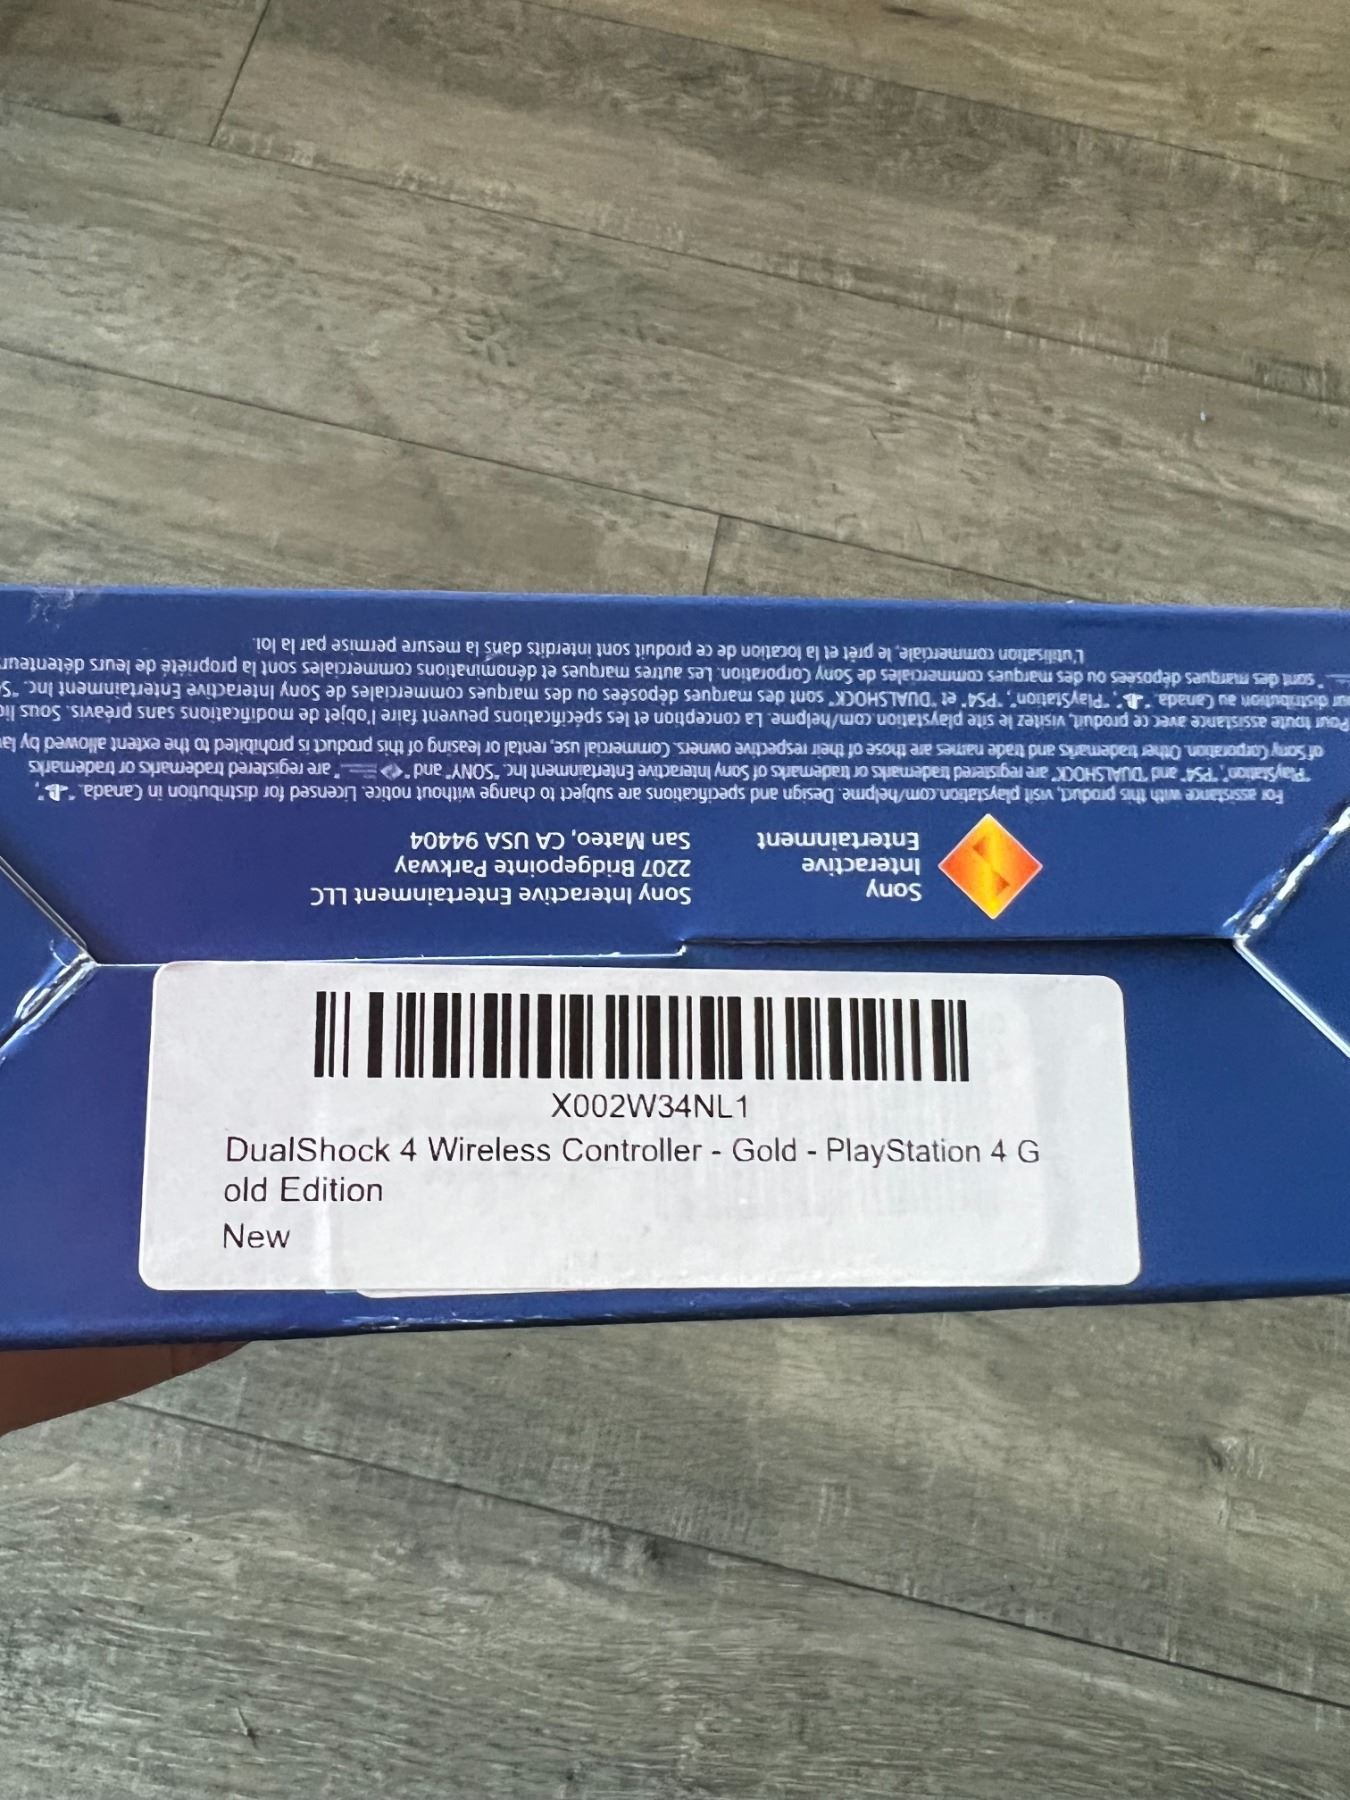 X002W34NL1
DualShock 4 Wireless Controller - Gold - PlayStation 4 G
old Edition
New
Sony
Interactive
Entertainment
Sony Interactive Entertainment LLC
2207 Bridgepointe Parkway
San Mateo, CA USA 94404
For assistance with this product, visit playstation.com/helpme. Design and specifications are subject to change without notice. Licensed for distribution in Canada. " ",
"PlayStation", "PS4" and "DUALSHOCK" are registered trademarks or trademarks of Sony Interactive Entertainment Inc. "SONY" and " " are registered trademarks or trademarks
of Sony Corporation. Other trademarks and trade names are those of their respective owners. Commercial use, rental or leasing of this product is prohibited to the extent allowed by
Pour toute assistance avec ce produit, visitez le site playstation.com/helpme. La conception et les spécifications peuvent faire l'objet de modifications sans préavis. Sous
distribution au Canada. " ", "PlayStation", "PS4" et "DUALSHOCK" sont des marques déposées ou des marques commerciales de Sony Interactive Entertainment Inc.
" sont des marques déposées ou des marques commerciales de Sony Corporation. Les autres marques et dénominations commerciales sont la propriété de leurs
L'utilisation commerciale, le prêt et la location de ce produit sont interdits dans la mesure permise par la loi.